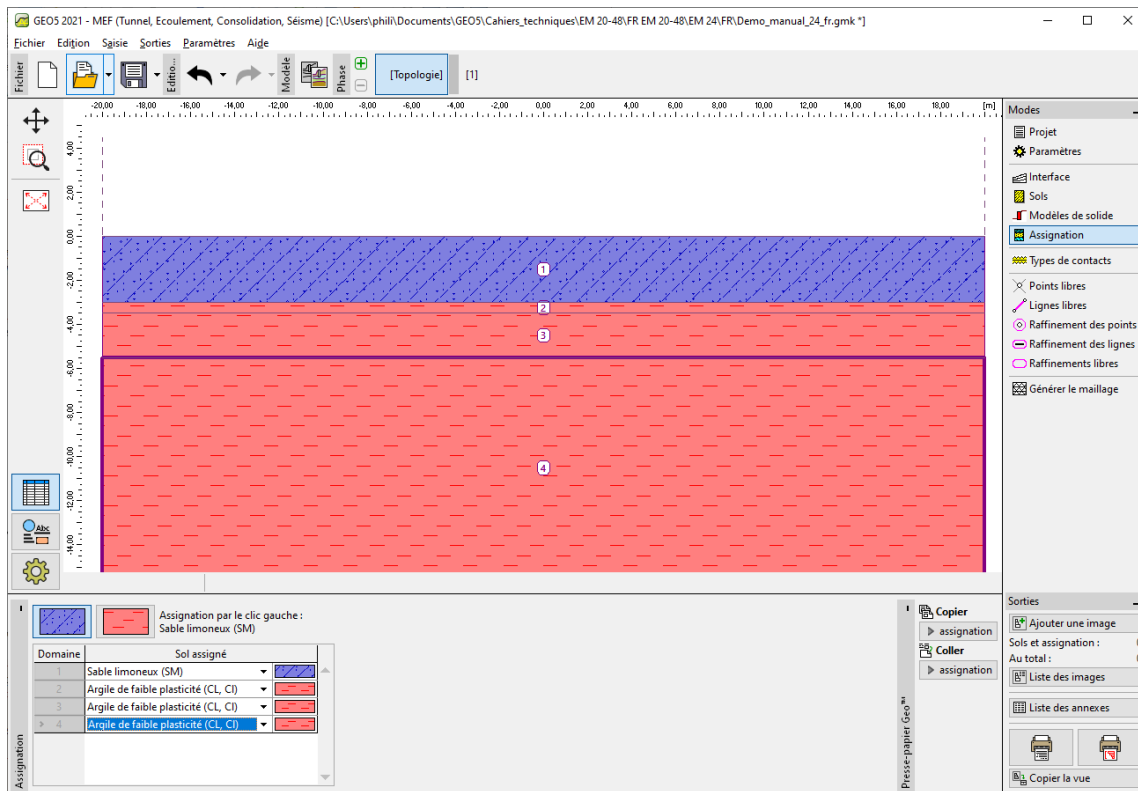 GEO5 2021 - MEF (Tunnel, Ecoulement, Consolidation, Séisme) [C:\Users\phili\Documents\GEO5\Cahiers_techniques\EM 20-48\FR EM 20-48\EM 24\FR\Demo_manual_24_fr.gmk *]
Fichier Edition Saisie Sorties Paramètres Aide
Fichier
Editio...
Modèle
Phase
[Topologie] [1]
-20,00 -18,00 -16,00 -14,00 -12,00 -10,00 -8,00 -6,00 -4,00 -2,00 0,00 2,00 4,00 6,00 8,00 10,00 12,00 14,00 16,00 18,00 [m]
4,00
2,00
0,00
-2,00
-4,00
-6,00
-8,00
-10,00
-12,00
-14,00
1
2
3
4
Abc
Modes
Projet
Paramètres
Interface
Sols
Modèles de solide
Assignation
Types de contacts
Points libres
Lignes libres
Raffinement des points
Raffinement des lignes
Raffinements libres
Générer le maillage
Assignation
Assignation par le clic gauche :
Sable limoneux (SM)
Domaine Sol assigné
1 Sable limoneux (SM)
2 Argile de faible plasticité (CL, CI)
3 Argile de faible plasticité (CL, CI)
> 4 Argile de faible plasticité (CL, CI)
Presse-papier Geo™
Copier
assignation
Coller
assignation
Sorties
Ajouter une image
Sols et assignation :
Au total :
Liste des images
Liste des annexes
Copier la vue